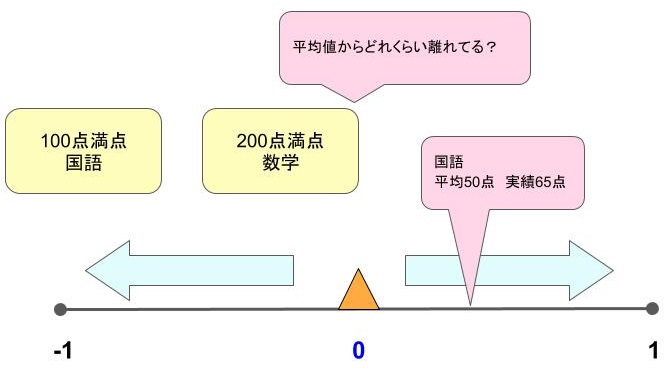 平均値からどれくらい離れてる？
100点満点
国語
200点満点
数学
国語
平均50点　実績65点
-1
0
1